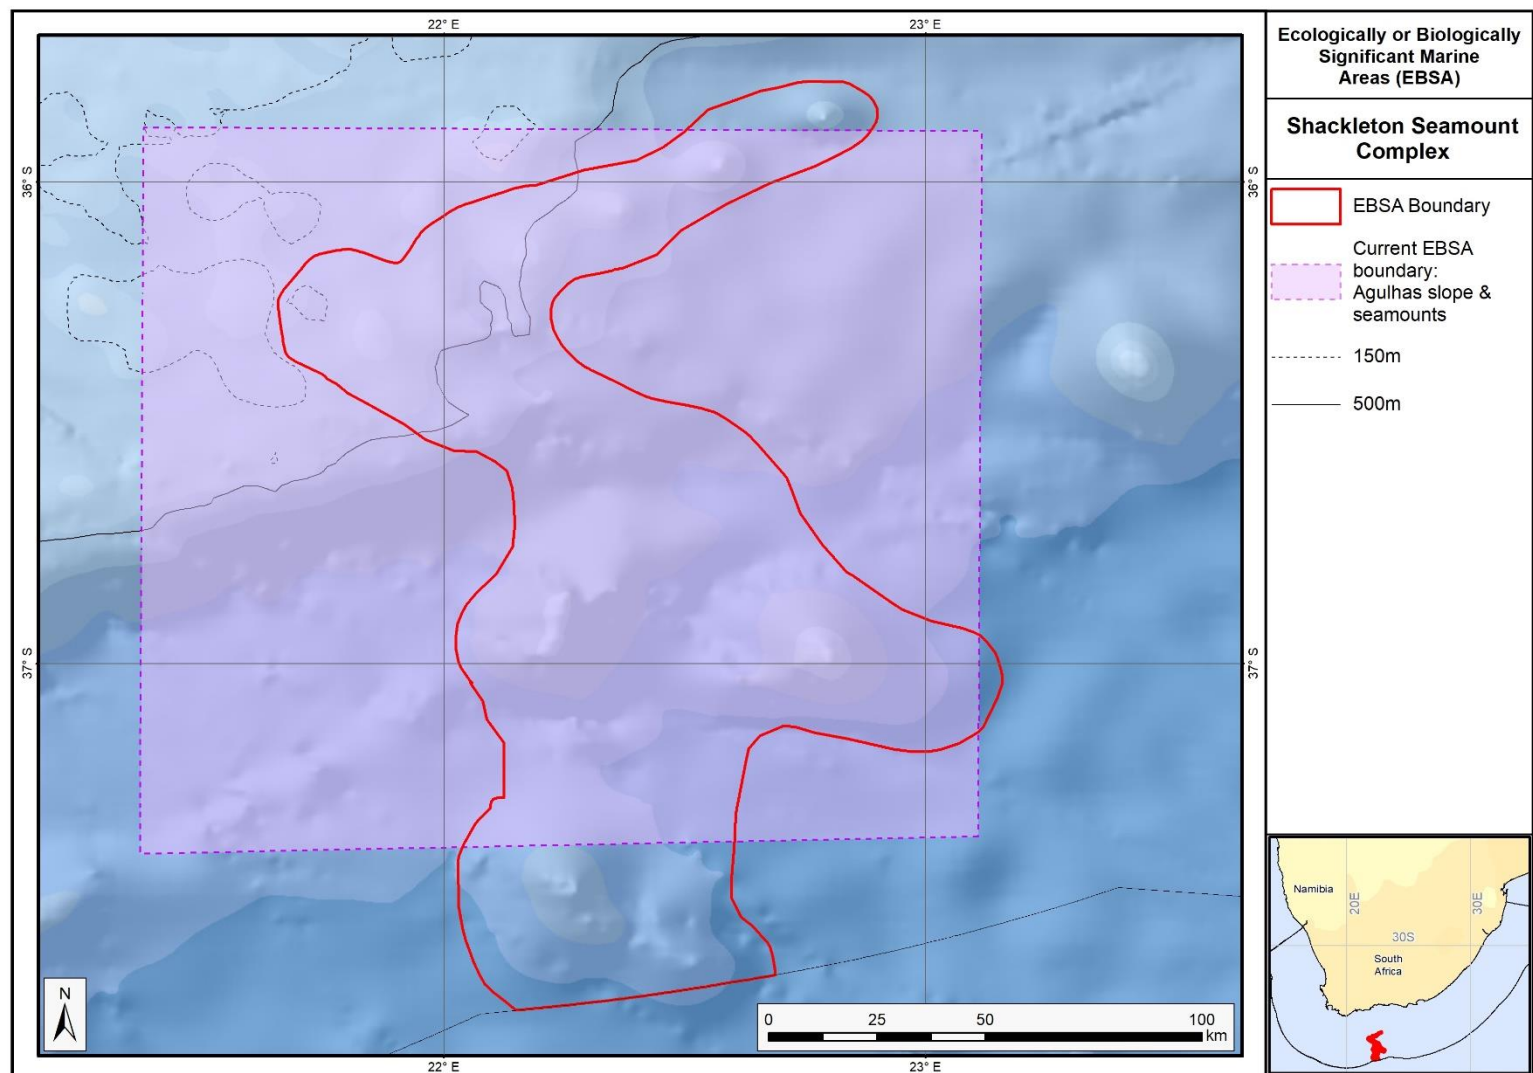 22° E
23° E
36° S
36° S
37° S
37° S
22° E
23° E
N
0
25
50
100
km
Ecologically or Biologically
Significant Marine
Areas (EBSA)
Shackleton Seamount
Complex
EBSA Boundary
Current EBSA
boundary:
Agulhas slope &
seamounts
150m
500m
Namibia
20E
30E
30S
South
Africa